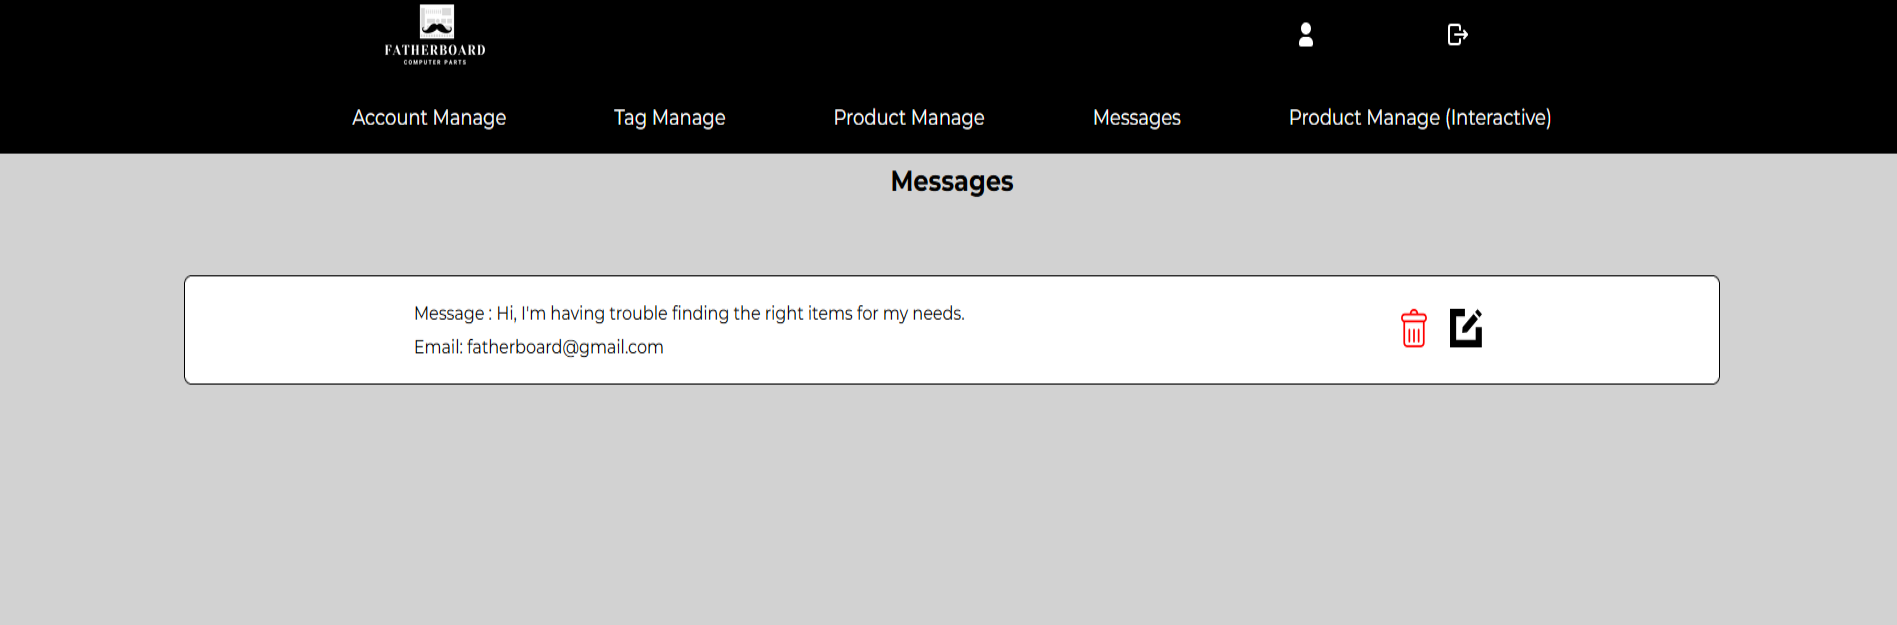 FATHERBOARD
COMPUTER PARTS
Account Manage
Tag Manage
Product Manage
Messages
Product Manage (Interactive)
Messages
Message : Hi, I'm having trouble finding the right items for my needs.
Email: fatherboard@gmail.com